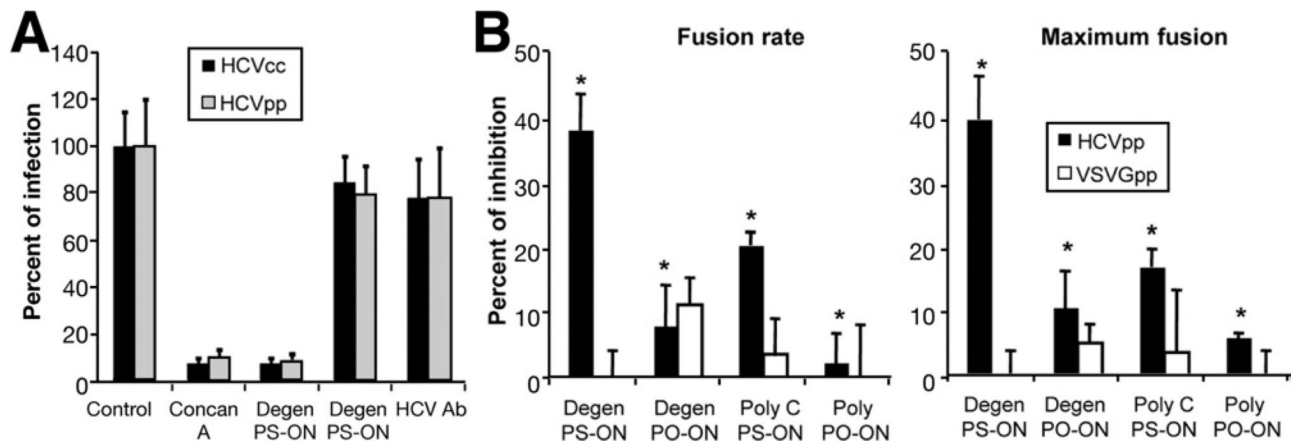 A
Percent of infection
140
120
100
80
60
40
20
0
HCVcc
HCVpp
Control
Concan
A
Degen
PS-ON
Degen
PS-ON
HCV Ab
B
Fusion rate
Percent of inhibition
50
40
30
20
10
0
*
*
*
*
Degen
PS-ON
Degen
PO-ON
Poly C
PS-ON
Poly
PO-ON
Maximum fusion
50
40
30
20
10
0
*
*
*
*
HCVpp
VSVGpp
Degen
PS-ON
Degen
PO-ON
Poly C
PS-ON
Poly
PO-ON